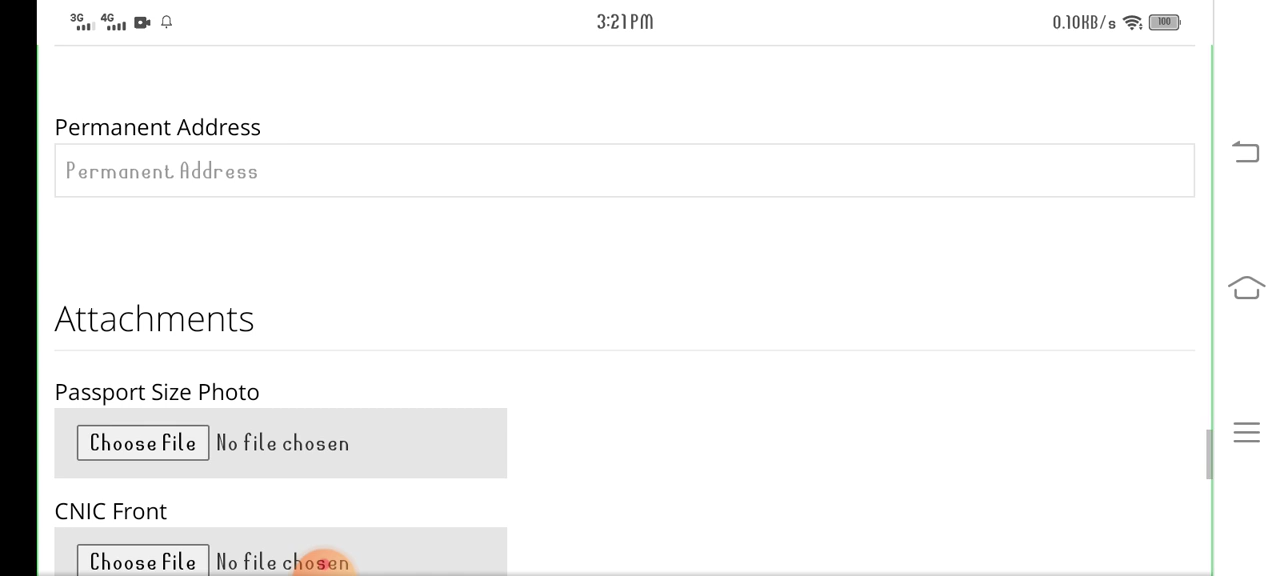 3G 4G 3:21PM 0.10KB/s 100
Permanent Address
Permanent Address
Attachments
Passport Size Photo
Choose File No file chosen
CNIC Front
Choose File No file chosen